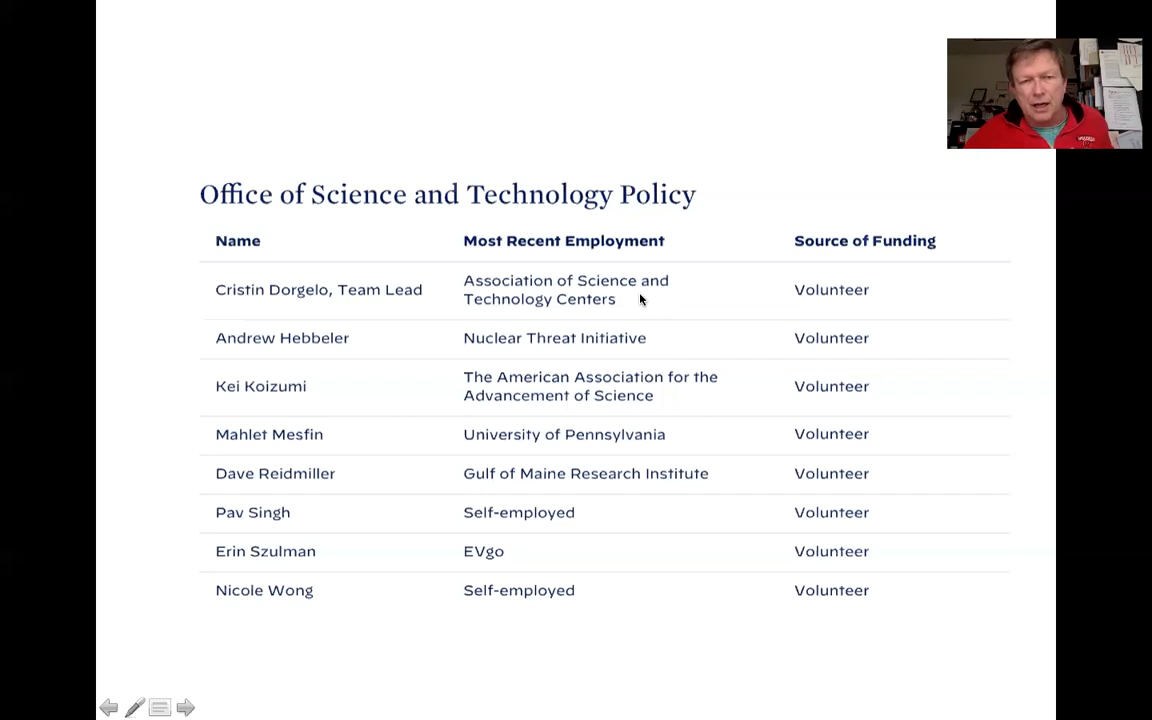 Office of Science and Technology Policy
Name Most Recent Employment Source of Funding
Cristin Dorgelo, Team Lead Association of Science and Technology Centers Volunteer
Andrew Hebbeler Nuclear Threat Initiative Volunteer
Kei Koizumi The American Association for the Advancement of Science Volunteer
Mahlet Mesfin University of Pennsylvania Volunteer
Dave Reidmiller Gulf of Maine Research Institute Volunteer
Pav Singh Self-employed Volunteer
Erin Szulman EVgo Volunteer
Nicole Wong Self-employed Volunteer